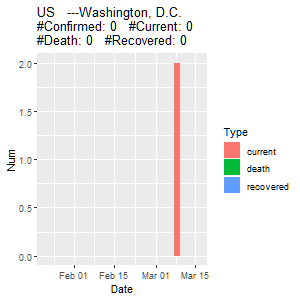 US   ---Washington, D.C.
#Confirmed: 0   #Current: 0
#Death: 0   #Recovered: 0
2.0
1.5
1.0
0.5
0.0
Num
Feb 01
Feb 15
Mar 01
Mar 15
Date
Type
current
death
recovered